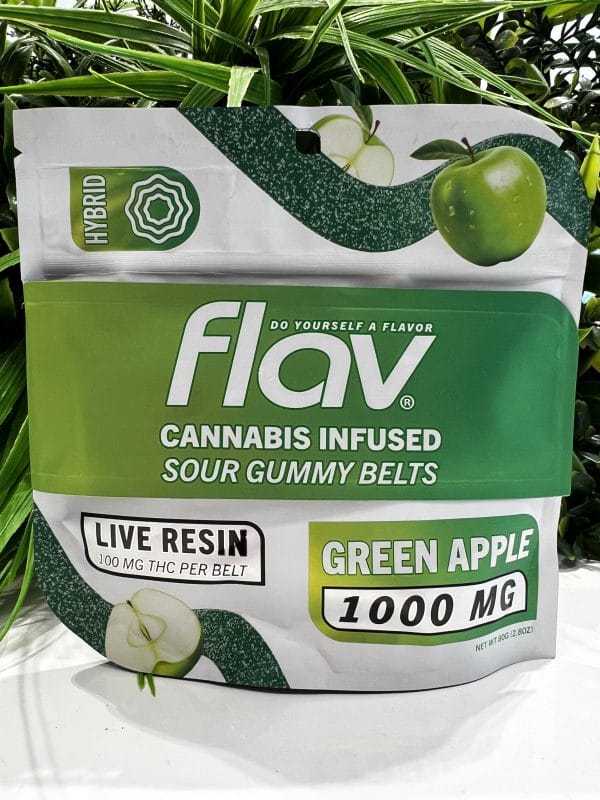 HYBRID
DO YOURSELF A FLAVOR
flav®
CANNABIS INFUSED
SOUR GUMMY BELTS
LIVE RESIN
100 MG THC PER BELT
GREEN APPLE
1000 MG
NET WT 80G (2.8OZ)